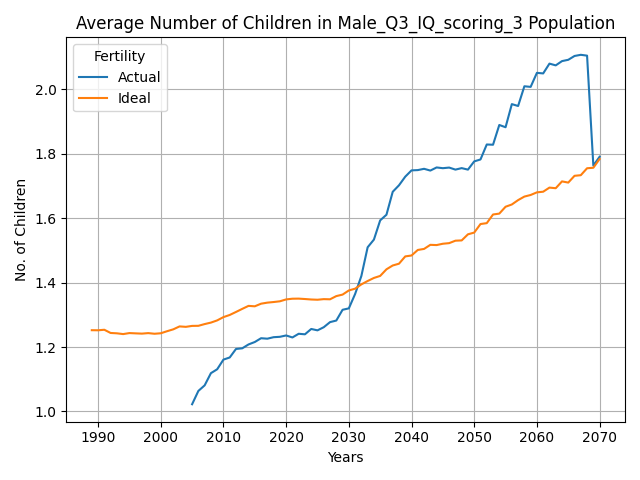 Average Number of Children in Male_Q3_IQ_scoring_3 Population
Fertility
Actual
Ideal
No. of Children
2.0
1.8
1.6
1.4
1.2
1.0
1990 2000 2010 2020 2030 2040 2050 2060 2070
Years